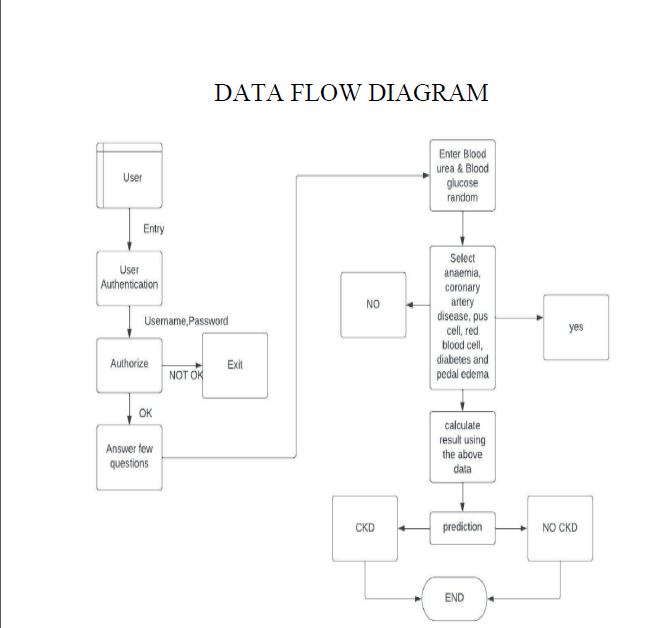 DATA FLOW DIAGRAM
User
Entry
User
Authentication
Username,Password
Authorize
NOT OK
Exit
OK
Answer few
questions
Enter Blood
urea & Blood
glucose
random
Select
anaemia,
coronary
artery
disease, pus
cell, red
blood cell,
diabetes and
pedal edema
NO
yes
calculate
result using
the above
data
prediction
CKD
NO CKD
END